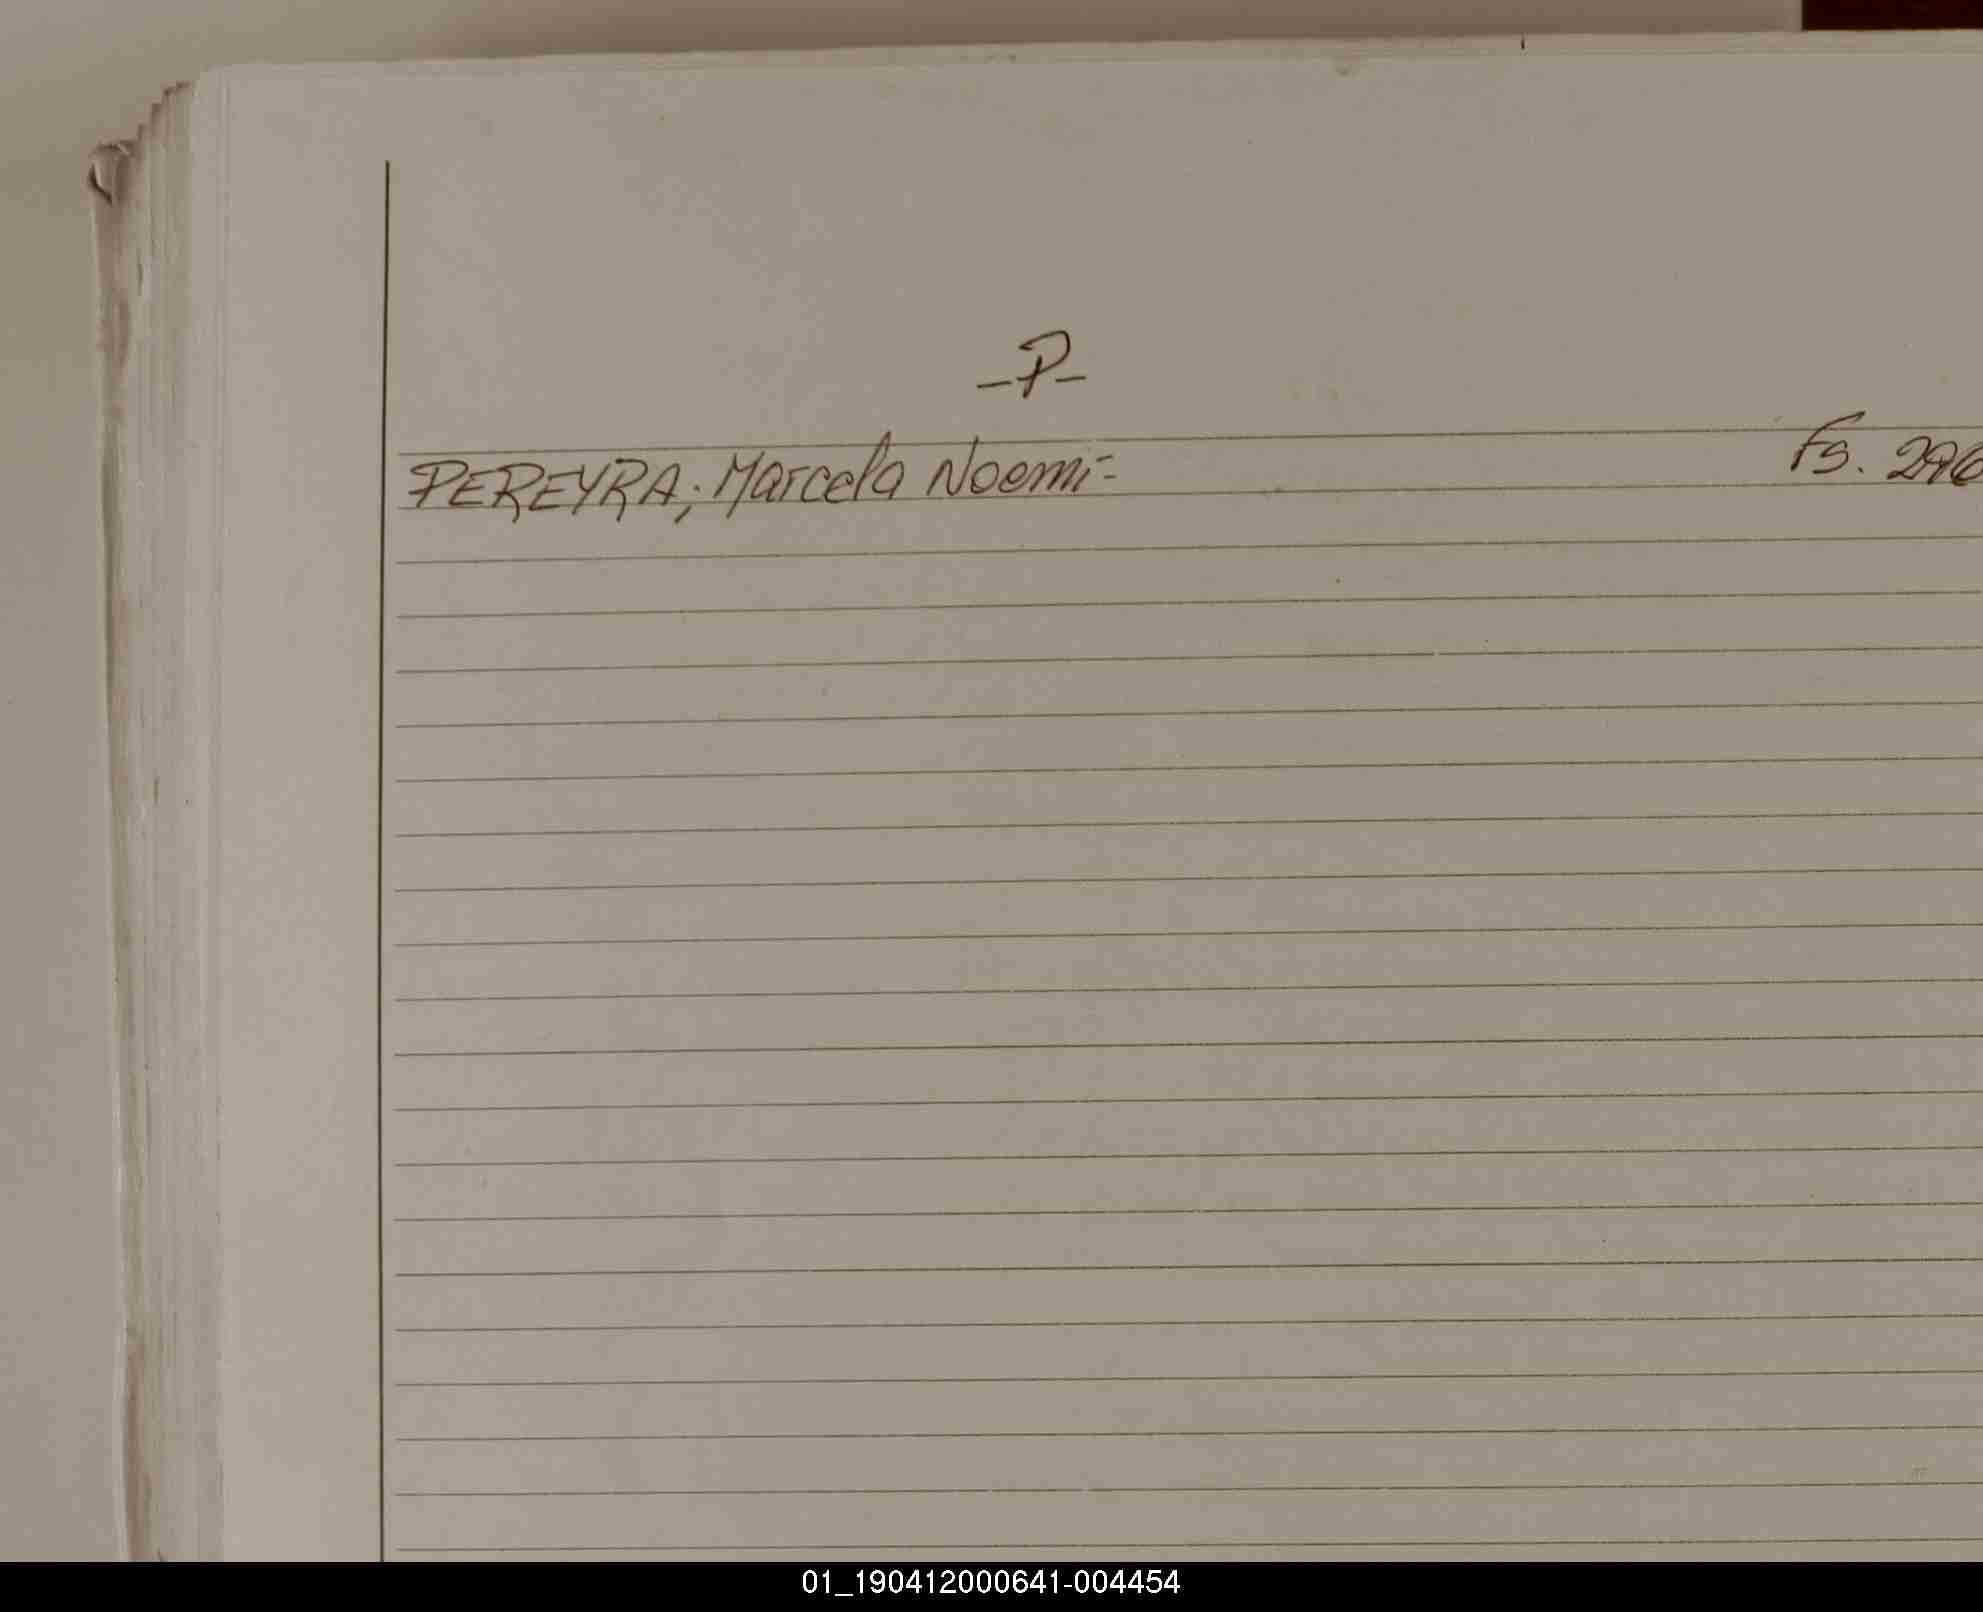 -P-
PEREYRA; Marcela Noemi- Fs. 296
01_190412000641-004454